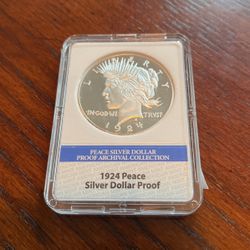 LIBERTY
IN GOD WE TRUST
1924
PEACE SILVER DOLLAR
PROOF ARCHIVAL COLLECTION
1924 Peace
Silver Dollar Proof